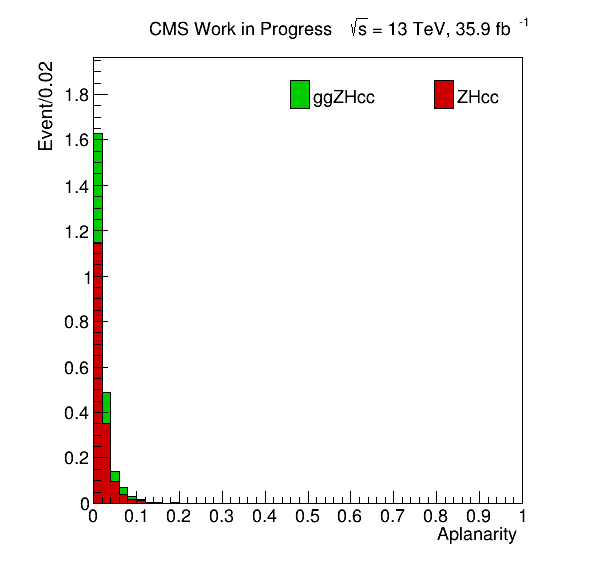 CMS Work in Progress √s = 13 TeV, 35.9 fb -1
Event/0.02
ggZHcc
ZHcc
1.8
1.6
1.4
1.2
1
0.8
0.6
0.4
0.2
0
0 0.1 0.2 0.3 0.4 0.5 0.6 0.7 0.8 0.9 1
Aplanarity